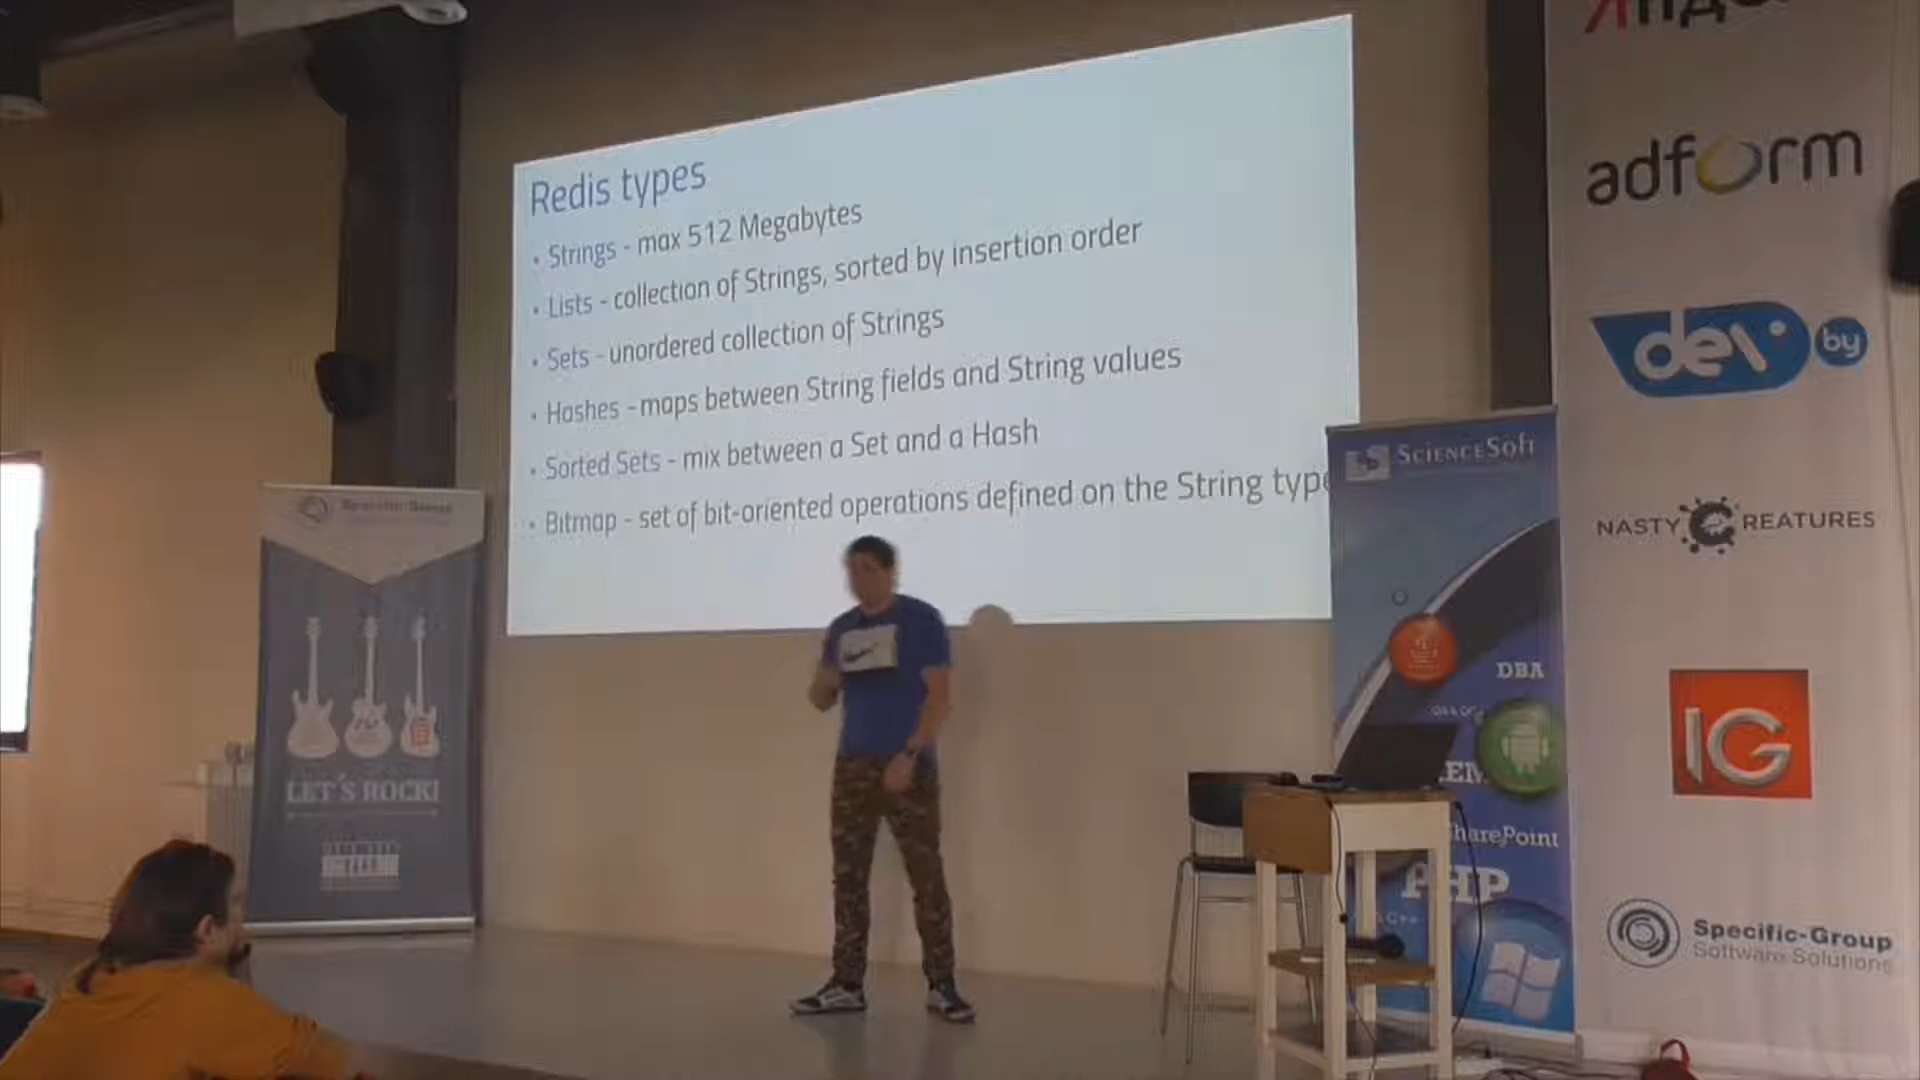 Redis types
• Strings - max 512 Megabytes
• Lists - collection of Strings, sorted by insertion order
• Sets - unordered collection of Strings
• Hashes - maps between String fields and String values
• Sorted Sets - mix between a Set and a Hash
• Bitmap - set of bit-oriented operations defined on the String type
LET'S ROCK!
SCIENCESOFT
DBA
SharePoint
PHP
C++
adform
dev.by
NASTY CREATURES
IG
Specific-Group
Software Solutions